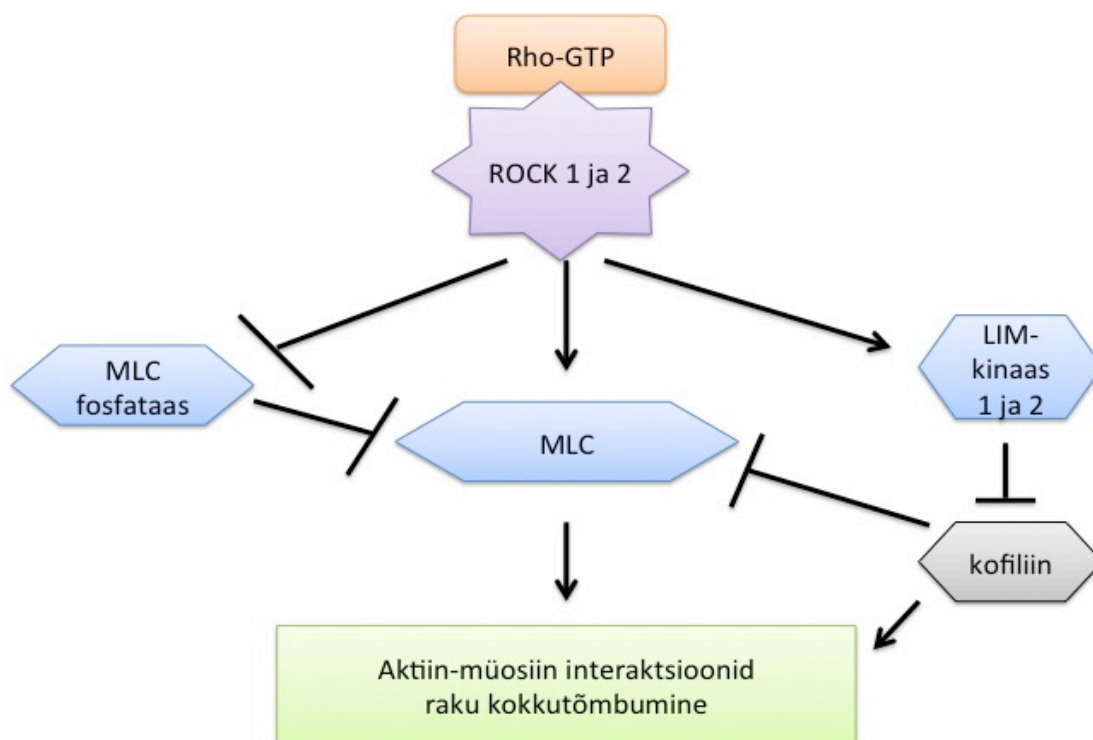 Rho-GTP
ROCK 1 ja 2
MLC
fosfataas
MLC
LIM-
kinaas
1 ja 2
kofiliin
Aktiin-müosiin interaktsioonid
raku kokkutõmbumine